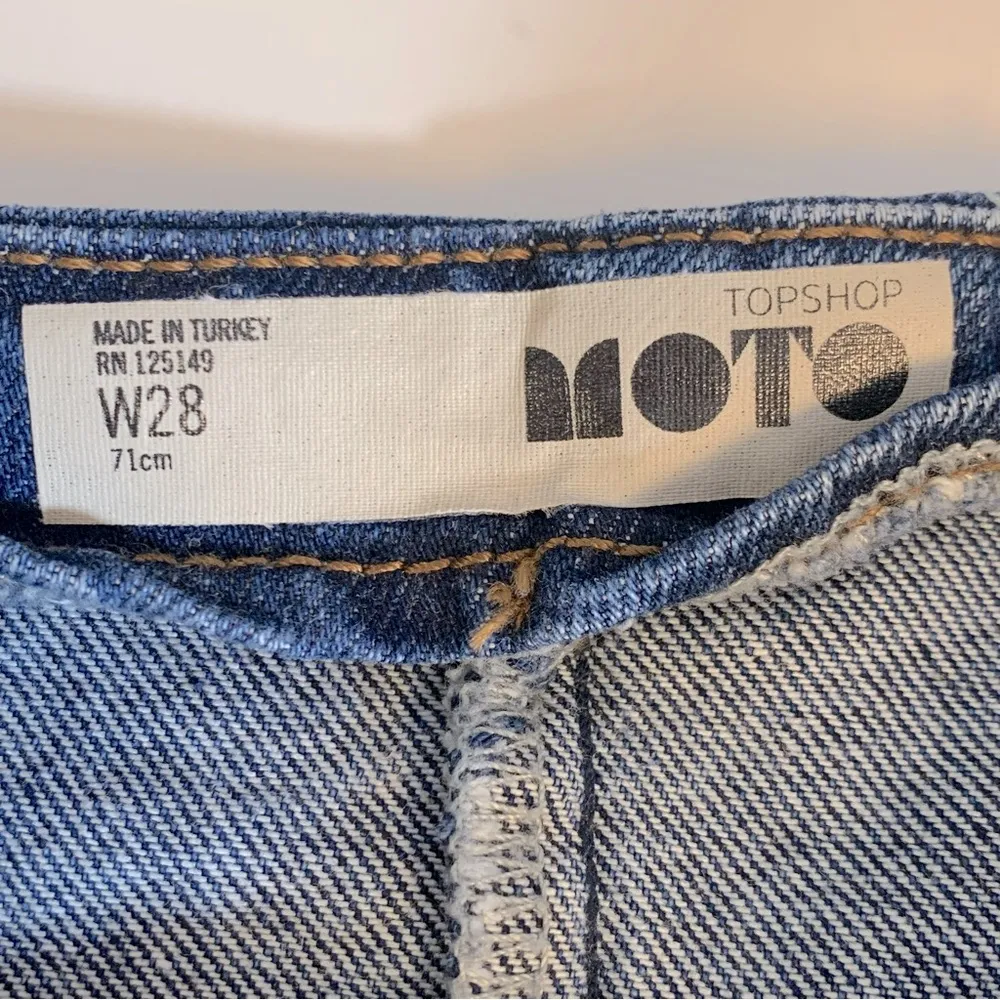 MADE IN TURKEY
RN 125149
W28
71cm
TOPSHOP
MOTO